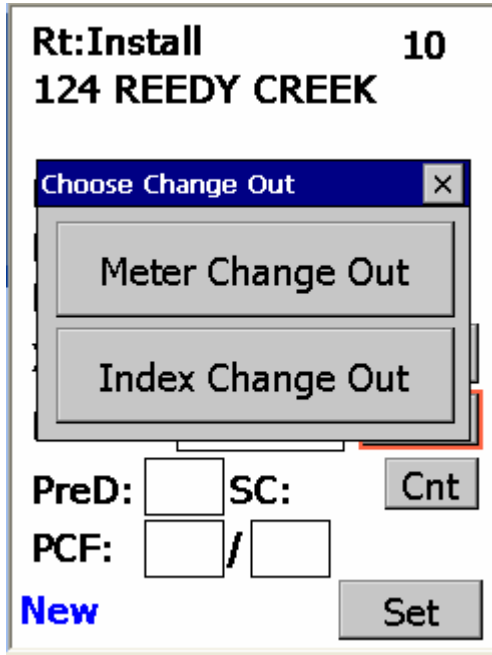 Rt:Install 10
124 REEDY CREEK
Choose Change Out
Meter Change Out
Index Change Out
PreD: SC: Cnt
PCF: /
New Set